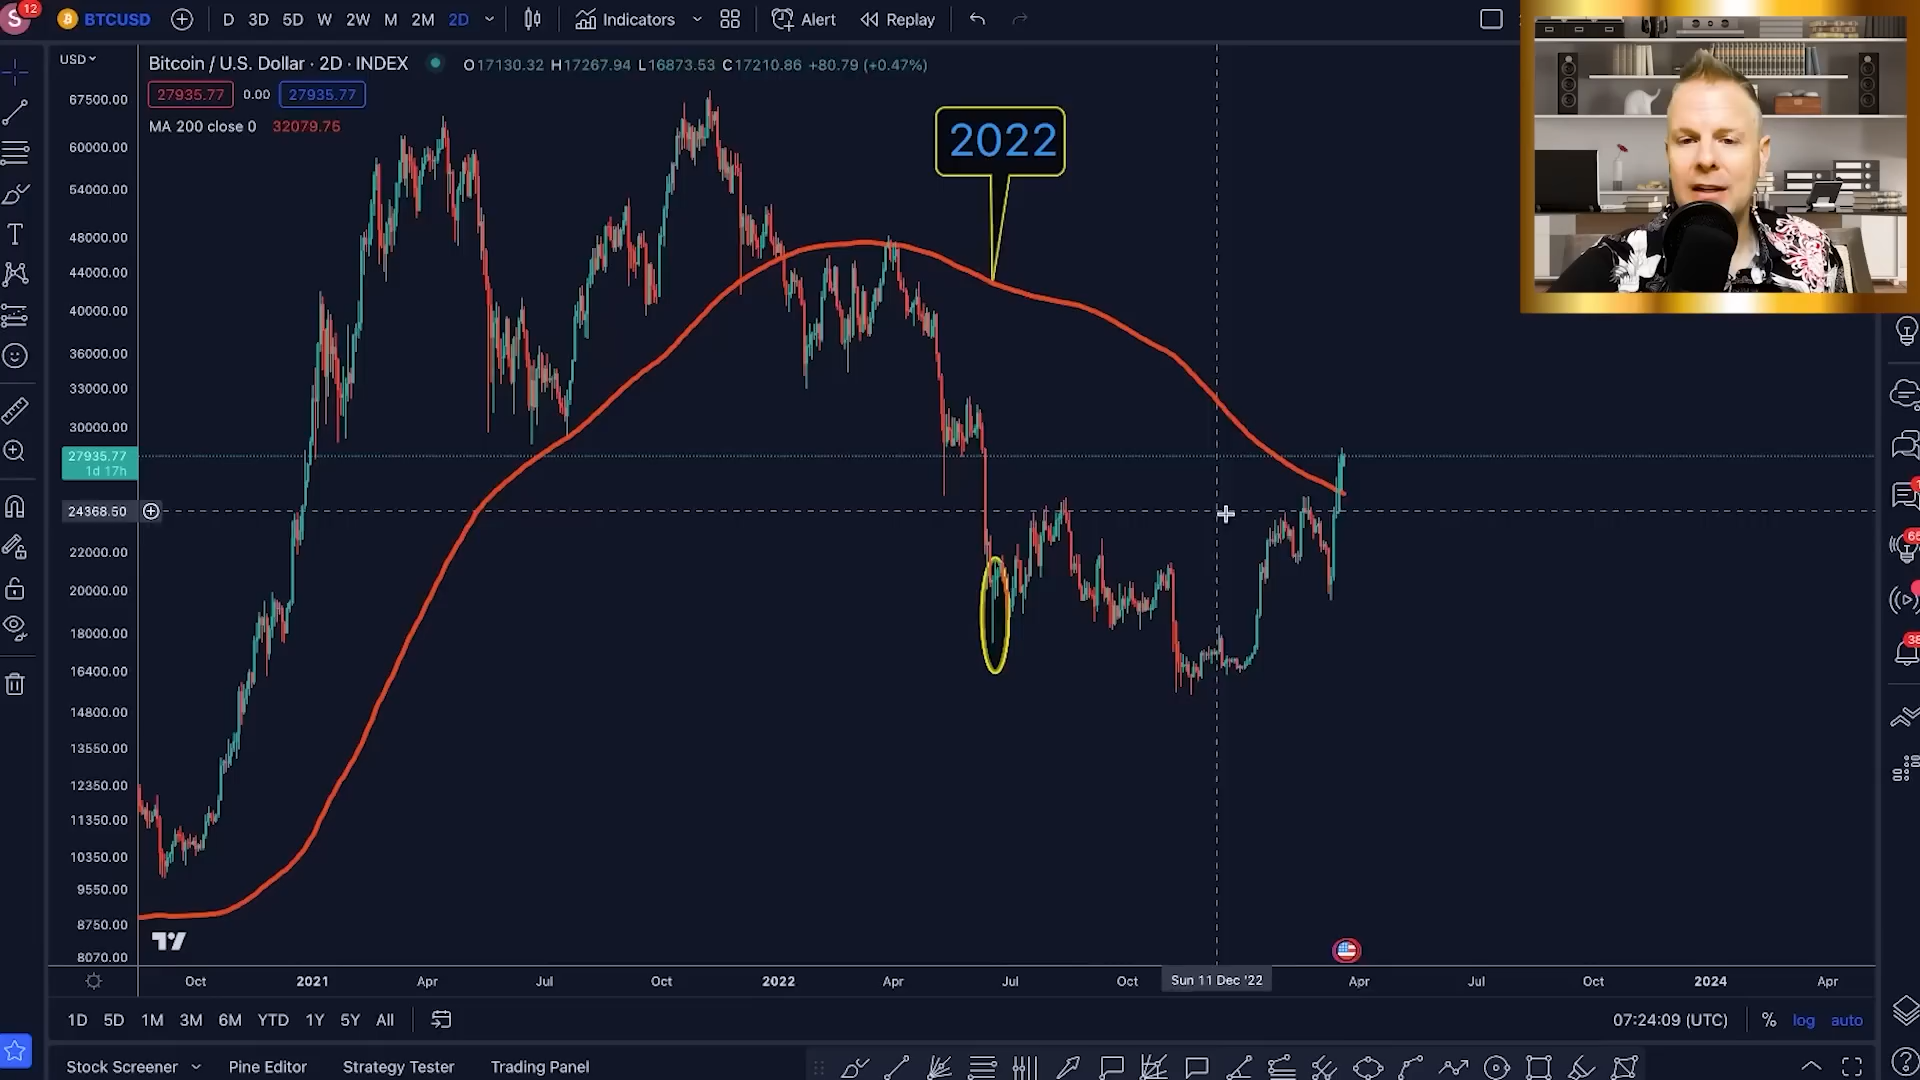 12
BTCUSD D 3D 5D W 2W M 2M 2D Indicators Alert Replay
USD
Bitcoin / U.S. Dollar · 2D · INDEX O17130.32 H17267.94 L16873.53 C17210.86 +80.79 (+0.47%)
27935.77 0.00 27935.77
MA 200 close 0 32079.76
2022
67500.00
60000.00
54000.00
48000.00
44000.00
40000.00
36000.00
33000.00
30000.00
27935.77
1d 17h
24368.50
22000.00
20000.00
18000.00
16400.00
14800.00
13550.00
12350.00
11350.00
10350.00
9550.00
8750.00
8070.00
Oct 2021 Apr Jul Oct 2022 Apr Jul Oct Sun 11 Dec '22 Apr Jul Oct 2024 Apr
1D 5D 1M 3M 6M YTD 1Y 5Y All 07:24:09 (UTC) % log auto
Stock Screener Pine Editor Strategy Tester Trading Panel